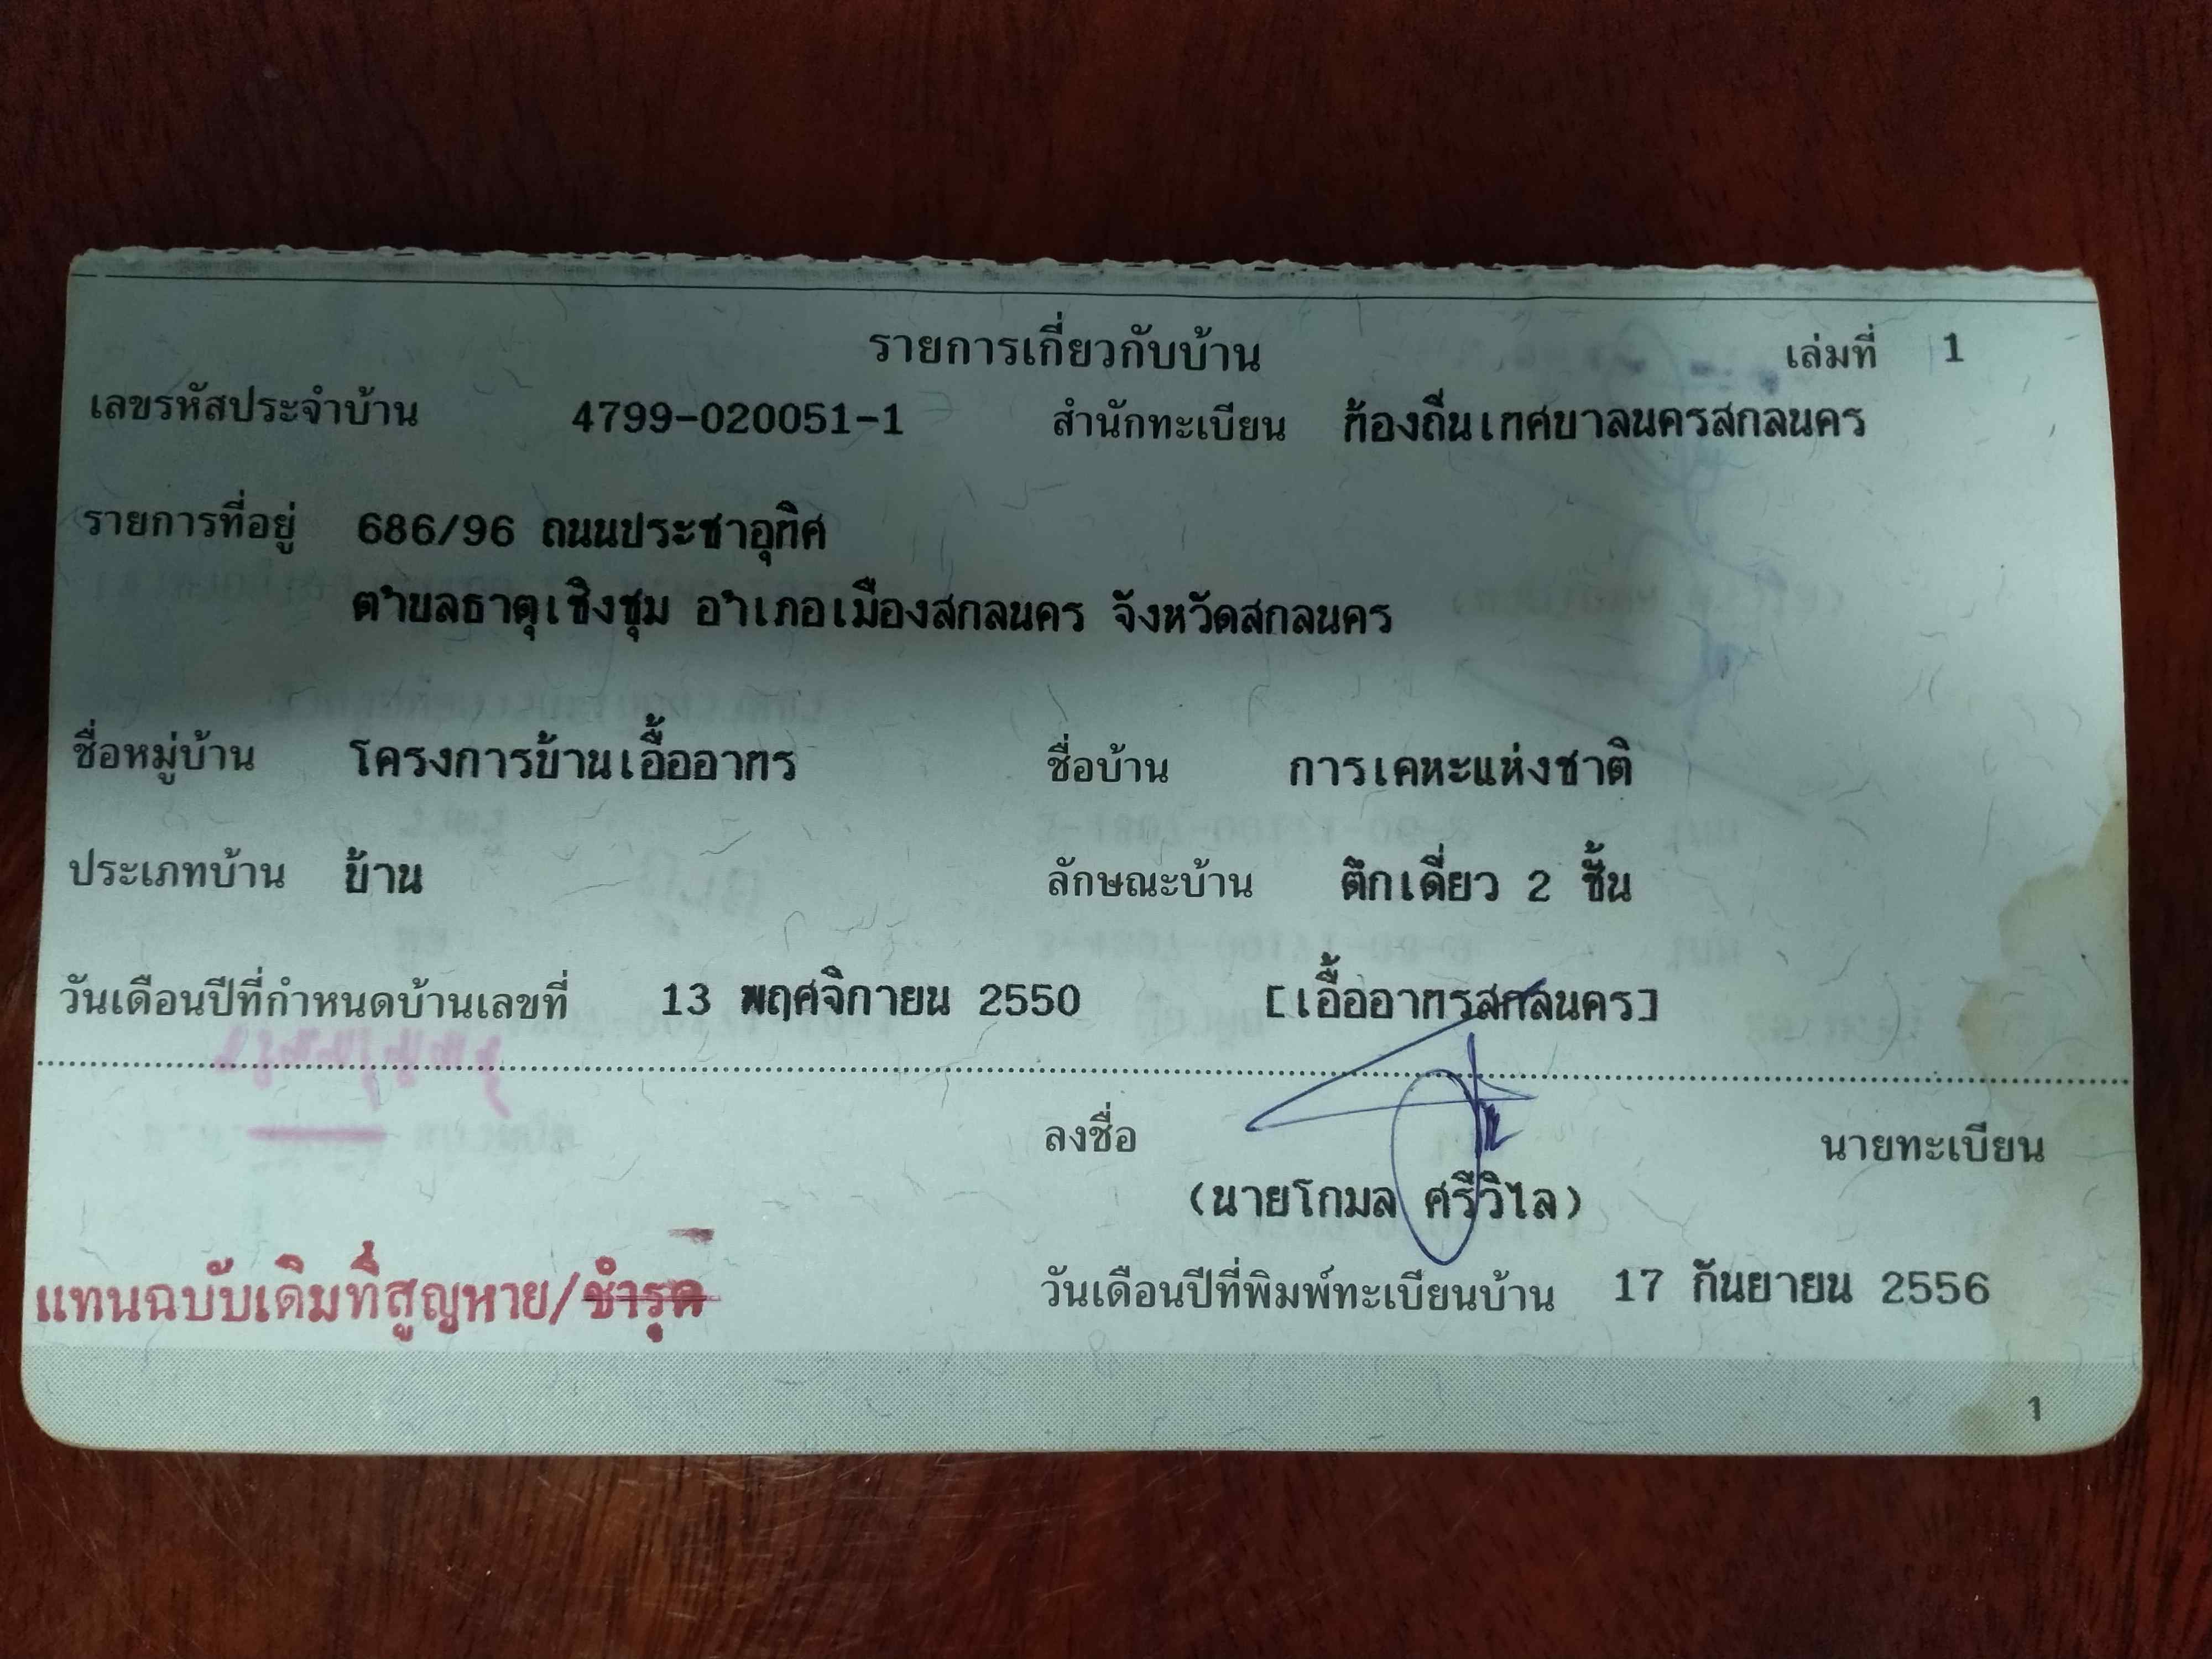 รายการเกี่ยวกับบ้าน เล่มที่ 1
เลขรหัสประจำบ้าน 4799-020051-1 สำนักทะเบียน ท้องถิ่นเทศบาลนครสกลนคร
รายการที่อยู่ 686/96 ถนนประชาอุทิศ
ตำบลธาตุเชิงชุม อำเภอเมืองสกลนคร จังหวัดสกลนคร
ชื่อหมู่บ้าน โครงการบ้านเอื้ออาทร ชื่อบ้าน การเคหะแห่งชาติ
ประเภทบ้าน บ้าน ลักษณะบ้าน ตึกเดี่ยว 2 ชั้น
วันเดือนปีที่กำหนดบ้านเลขที่ 13 พฤศจิกายน 2550 [เอื้ออาทรสกลนคร]
ลงชื่อ นายทะเบียน
(นายโกมล ศรีวิไล)
แทนฉบับเดิมที่สูญหาย/ชำรุด วันเดือนปีที่พิมพ์ทะเบียนบ้าน 17 กันยายน 2556
1